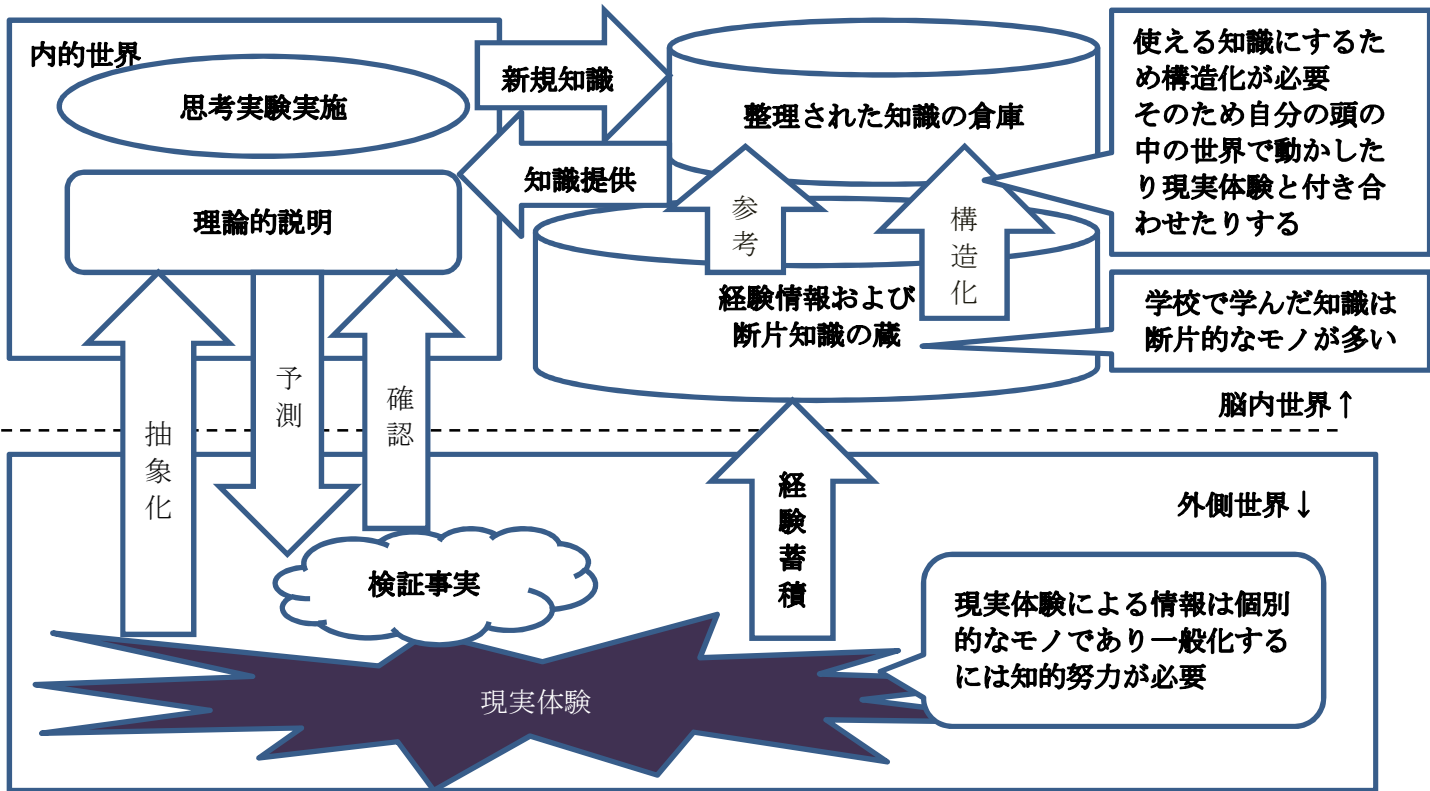 内的世界
思考実験実施
理論的説明
新規知識
知識提供
整理された知識の倉庫
使える知識にするた
め構造化が必要
そのため自分の頭の
中の世界で動かした
り現実体験と付き合
わせたりする
参考
構造化
経験情報および
断片知識の蔵
学校で学んだ知識は
断片的なモノが多い
脳内世界↑
抽象化
予測
確認
経験蓄積
外側世界↓
検証事実
現実体験
現実体験による情報は個別
的なモノであり一般化する
には知的努力が必要